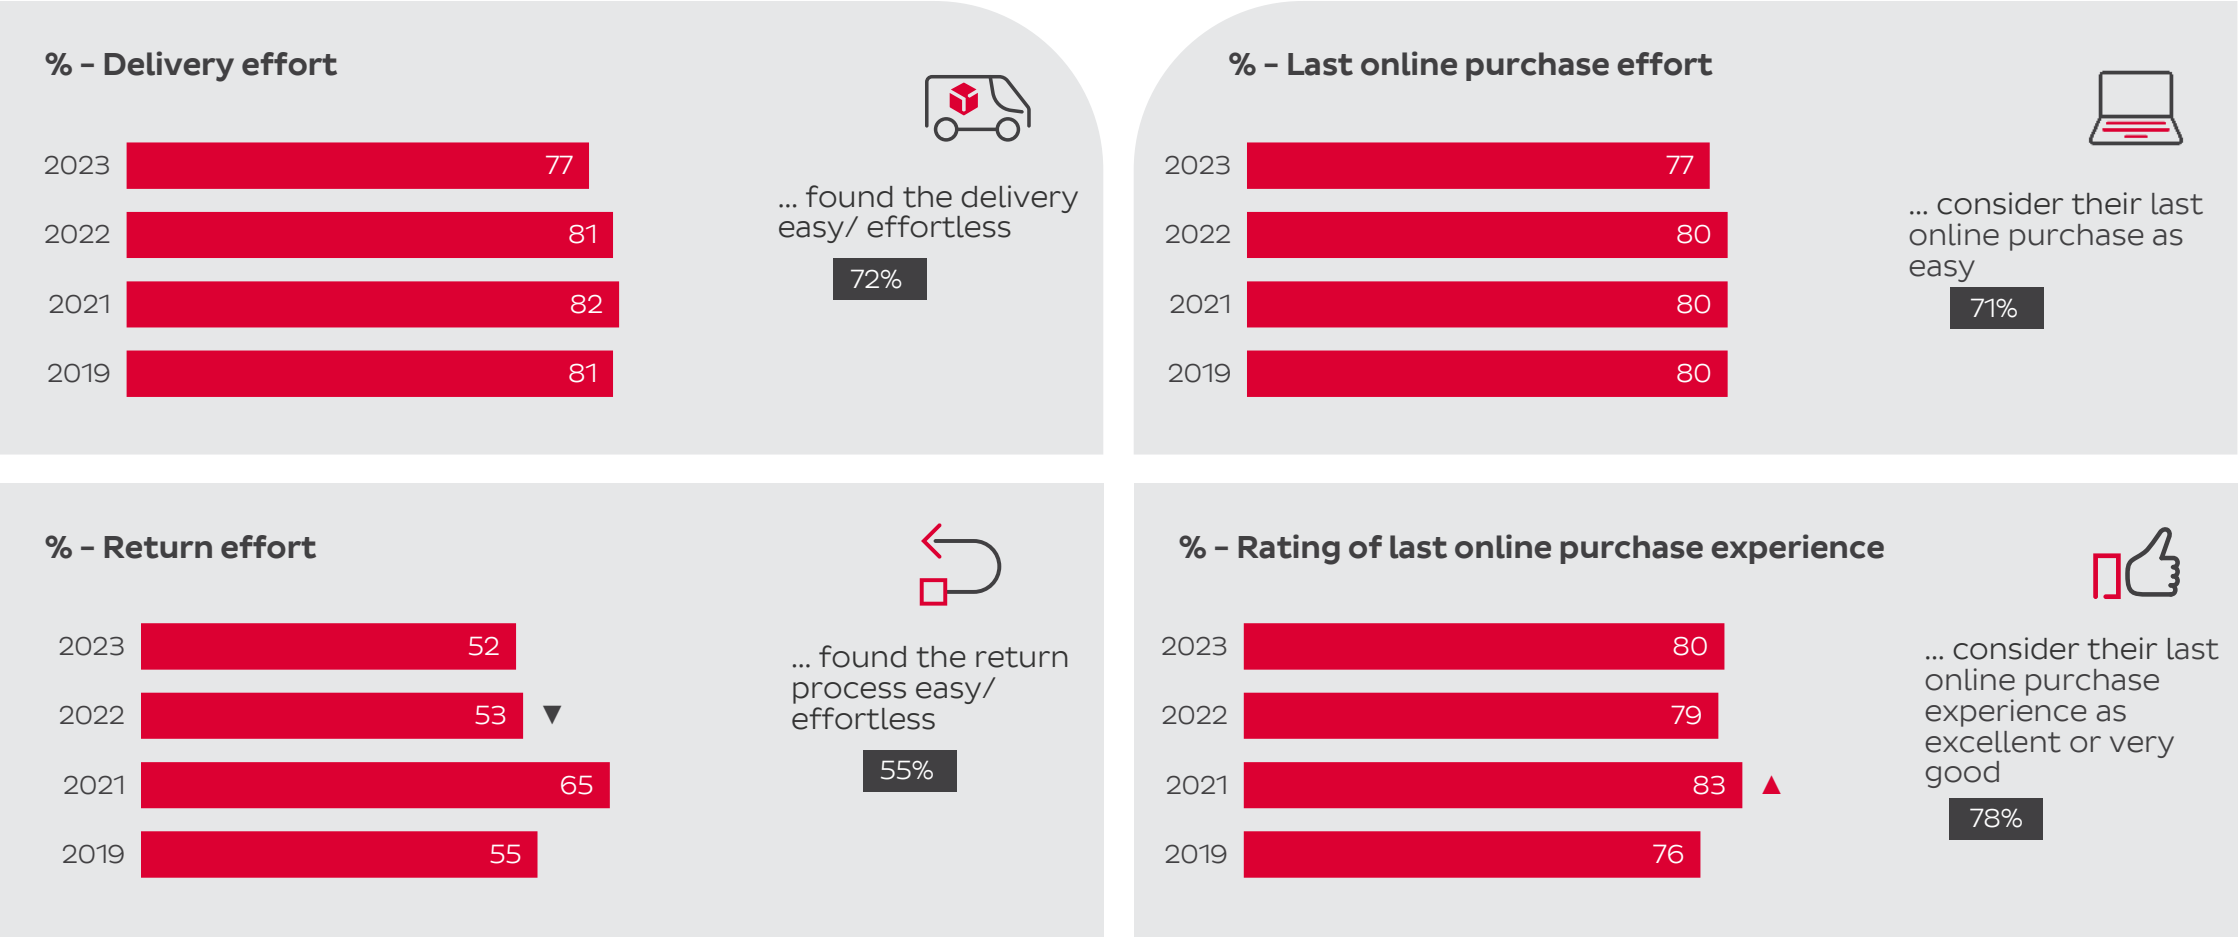 % – Delivery effort
2023 77
2022 81
2021 82
2019 81
... found the delivery
easy/ effortless
72%
% – Last online purchase effort
2023 77
2022 80
2021 80
2019 80
... consider their last
online purchase as
easy
71%
% – Return effort
2023 52
2022 53 ▼
2021 65
2019 55
... found the return
process easy/
effortless
55%
% – Rating of last online purchase experience
2023 80
2022 79
2021 83 ▲
2019 76
... consider their last
online purchase
experience as
excellent or very
good
78%